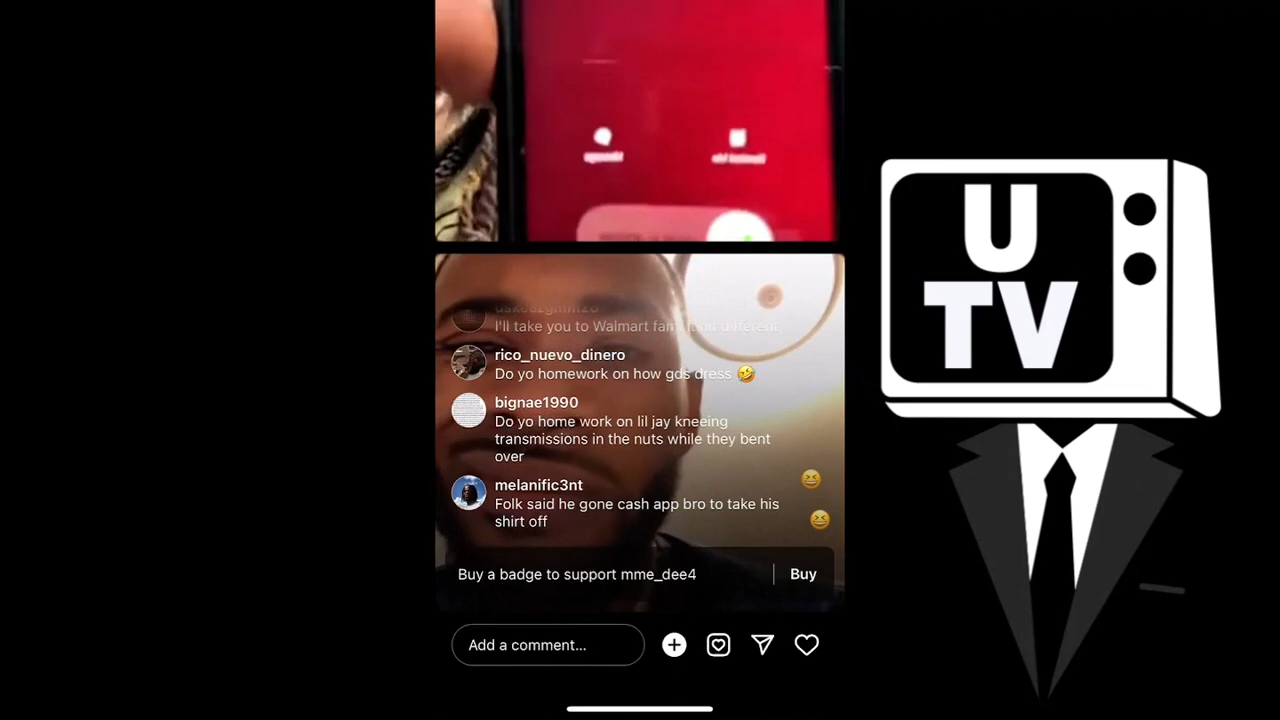 U
TV
I'll take you to Walmart fam
rico_nuevo_dinero
Do yo homework on how gds dress 🤣
bignae1990
Do yo home work on lil jay kneeing
transmissions in the nuts while they bent
over
melanific3nt
Folk said he gone cash app bro to take his
shirt off
Buy a badge to support mme_dee4
Buy
Add a comment...